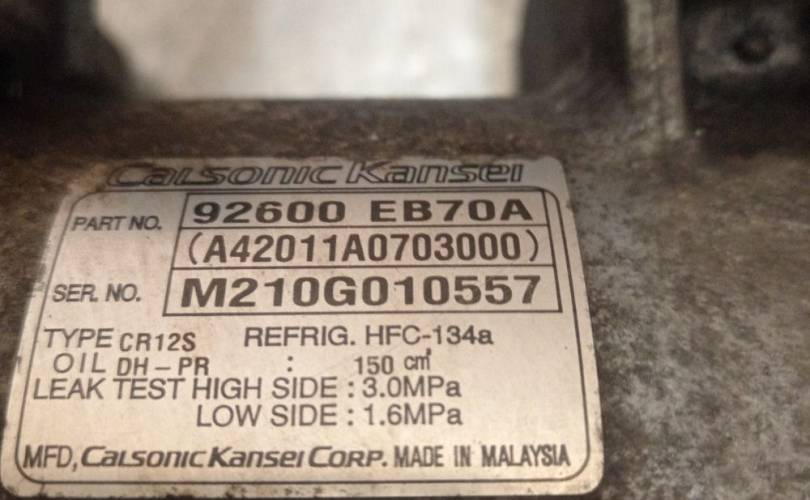 Calsonic Kansei
PART NO. 92600 EB70A
(A42011A0703000)
SER. NO. M210G010557
TYPE CR12S REFRIG. HFC-134a
OIL DH-PR : 150 cm³
LEAK TEST HIGH SIDE : 3.0MPa
LOW SIDE : 1.6MPa
MFD, Calsonic Kansei Corp. MADE IN MALAYSIA